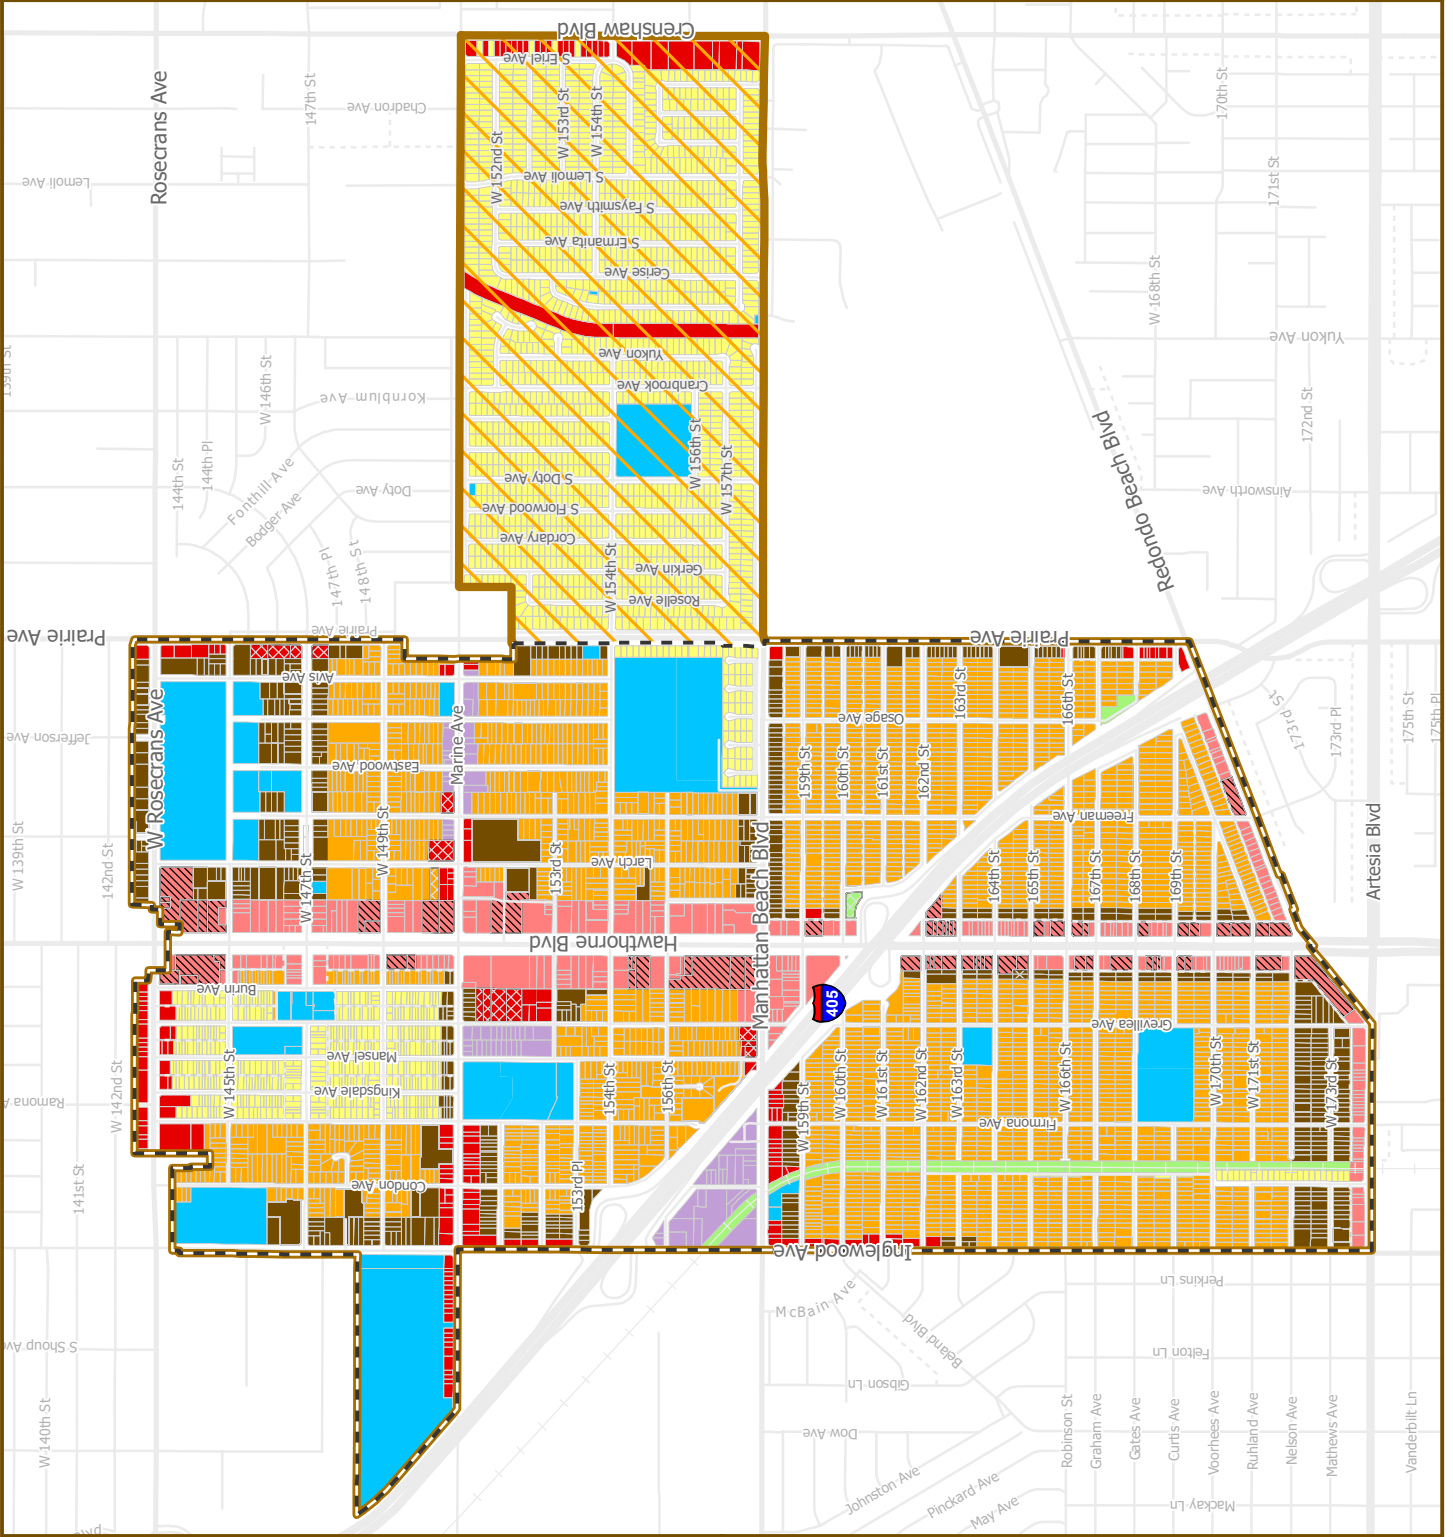 Crenshaw Blvd
S Eriel Ave
Rosecrans Ave
147th St
Chadron Ave
W 153rd St
W 154th St
170th St
W 152nd St
Lemoli Ave
S Lemoli Ave
171st St
S Faysmith Ave
S Ermanita Ave
Cerise Ave
W 168th St
Yukon Ave
Yukon Ave
139th St
W 146th St
Cranbrook Ave
Kornblum Ave
172nd St
144th St
144th Pl
Fonthill Ave
Bodger Ave
Doty Ave
S Doty Ave
W 156th St
W 157th St
Redondo Beach Blvd
Ainsworth Ave
S Florwood Ave
Cordary Ave
147th Pl
148th St
W 154th St
Gerkin Ave
Roselle Ave
Prairie Ave
Prairie Ave
Prairie Ave
Avis Ave
W Rosecrans Ave
Marine Ave
163rd St
166th St
Osage Ave
173rd St
173rd Pl
175th St
175th Pl
Jefferson Ave
Eastwood Ave
159th St
160th St
161st St
162nd St
W 139th St
142nd St
W 149th St
Freeman Ave
Artesia Blvd
W 147th St
153rd St
Larch Ave
Manhattan Beach Blvd
164th St
165th St
167th St
168th St
169th St
Hawthorne Blvd
Burin Ave
405
Grevillea Ave
W 142nd St
W 145th St
Mansel Ave
Kingsdale Ave
154th St
156th St
W 159th St
W 160th St
W 161st St
W 162nd St
W 163rd St
W 166th St
W 170th St
W 171st St
W 173rd St
Ramona Ave
Firmona Ave
141st St
Condon Ave
153rd Pl
Inglewood Ave
Perkins Ln
McBain Ave
Beland Blvd
S Shoup Ave
Felton Ln
Gibson Ln
W 140th St
Dow Ave
Robinson St
Graham Ave
Gates Ave
Curtis Ave
Voorhees Ave
Ruhland Ave
Nelson Ave
Mathews Ave
Vanderbilt Ln
Johnston Ave
Pinckard Ave
May Ave
Mackay Ln